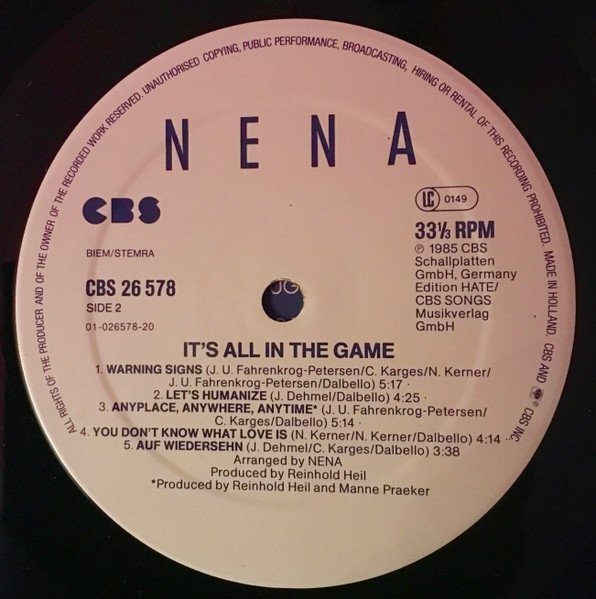 ALL RIGHTS OF THE PRODUCER AND OF THE OWNER OF THE RECORDED WORK RESERVED. UNAUTHORISED COPYING, PUBLIC PERFORMANCE, BROADCASTING, HIRING OR RENTAL OF THIS RECORDING PROHIBITED. MADE IN HOLLAND. CBS AND CBS INC.
NENA
CBS
LC 0149
BIEM/STEMRA
33⅓ RPM
℗ 1985 CBS
Schallplatten
GmbH, Germany
Edition HATE/
CBS SONGS
Musikverlag
GmbH
CBS 26 578
SIDE 2
01-026578-20
IT'S ALL IN THE GAME
1. WARNING SIGNS (J. U. Fahrenkrog-Petersen/C. Karges/N. Kerner/
J. U. Fahrenkrog-Petersen/Dalbello) 5:17 ·
2. LET'S HUMANIZE (J. Dehmel/Dalbello) 4:25 ·
3. ANYPLACE, ANYWHERE, ANYTIME* (J. U. Fahrenkrog-Petersen/
C. Karges/Dalbello) 5:14 ·
4. YOU DON'T KNOW WHAT LOVE IS (N. Kerner/N. Kerner/Dalbello) 4:14 ·
5. AUF WIEDERSEHN (J. Dehmel/C. Karges/Dalbello) 3:38
Arranged by NENA
Produced by Reinhold Heil
*Produced by Reinhold Heil and Manne Praeker